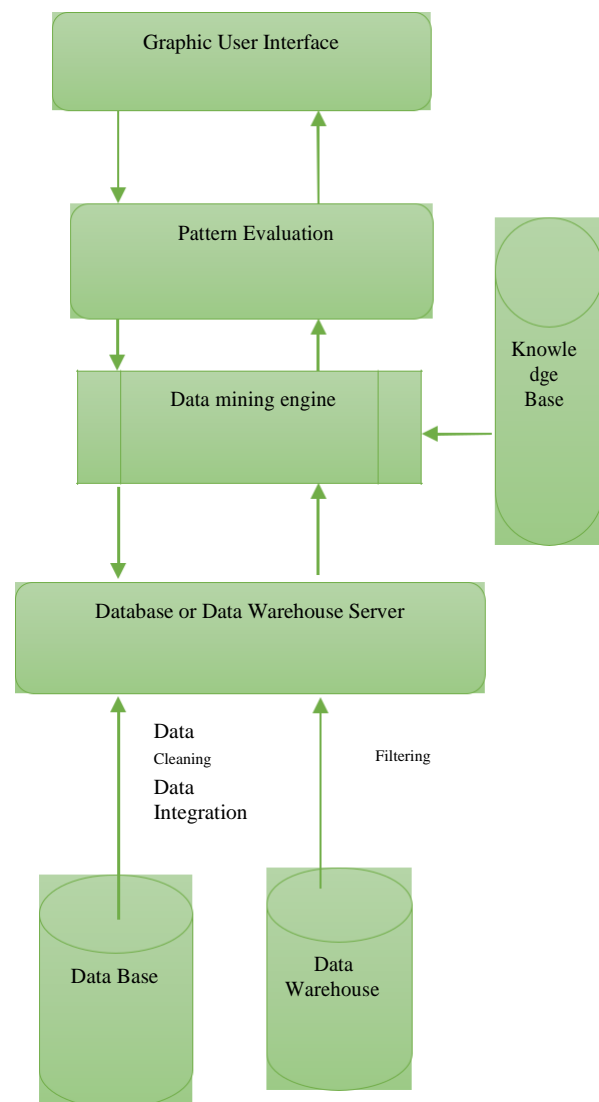 Graphic User Interface
Pattern Evaluation
Knowle
dge
Base
Data mining engine
Database or Data Warehouse Server
Data
Cleaning
Data
Integration
Filtering
Data Base
Data
Warehouse